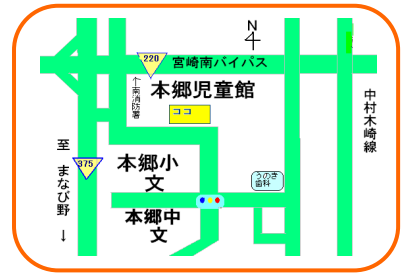 N
220
宮崎南バイパス
←南消防署
本郷児童館
ココ
中村木崎線
至 まなび野 →
375
本郷小
文
うのき
歯科
本郷中
文